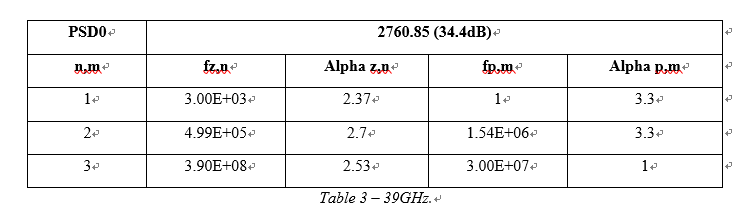 PSD0 2760.85 (34.4dB)
n,m fz,n Alpha z,n fp,m Alpha p,m
1 3.00E+03 2.37 1 3.3
2 4.99E+05 2.7 1.54E+06 3.3
3 3.90E+08 2.53 3.00E+07 1
Table 3 – 39GHz.